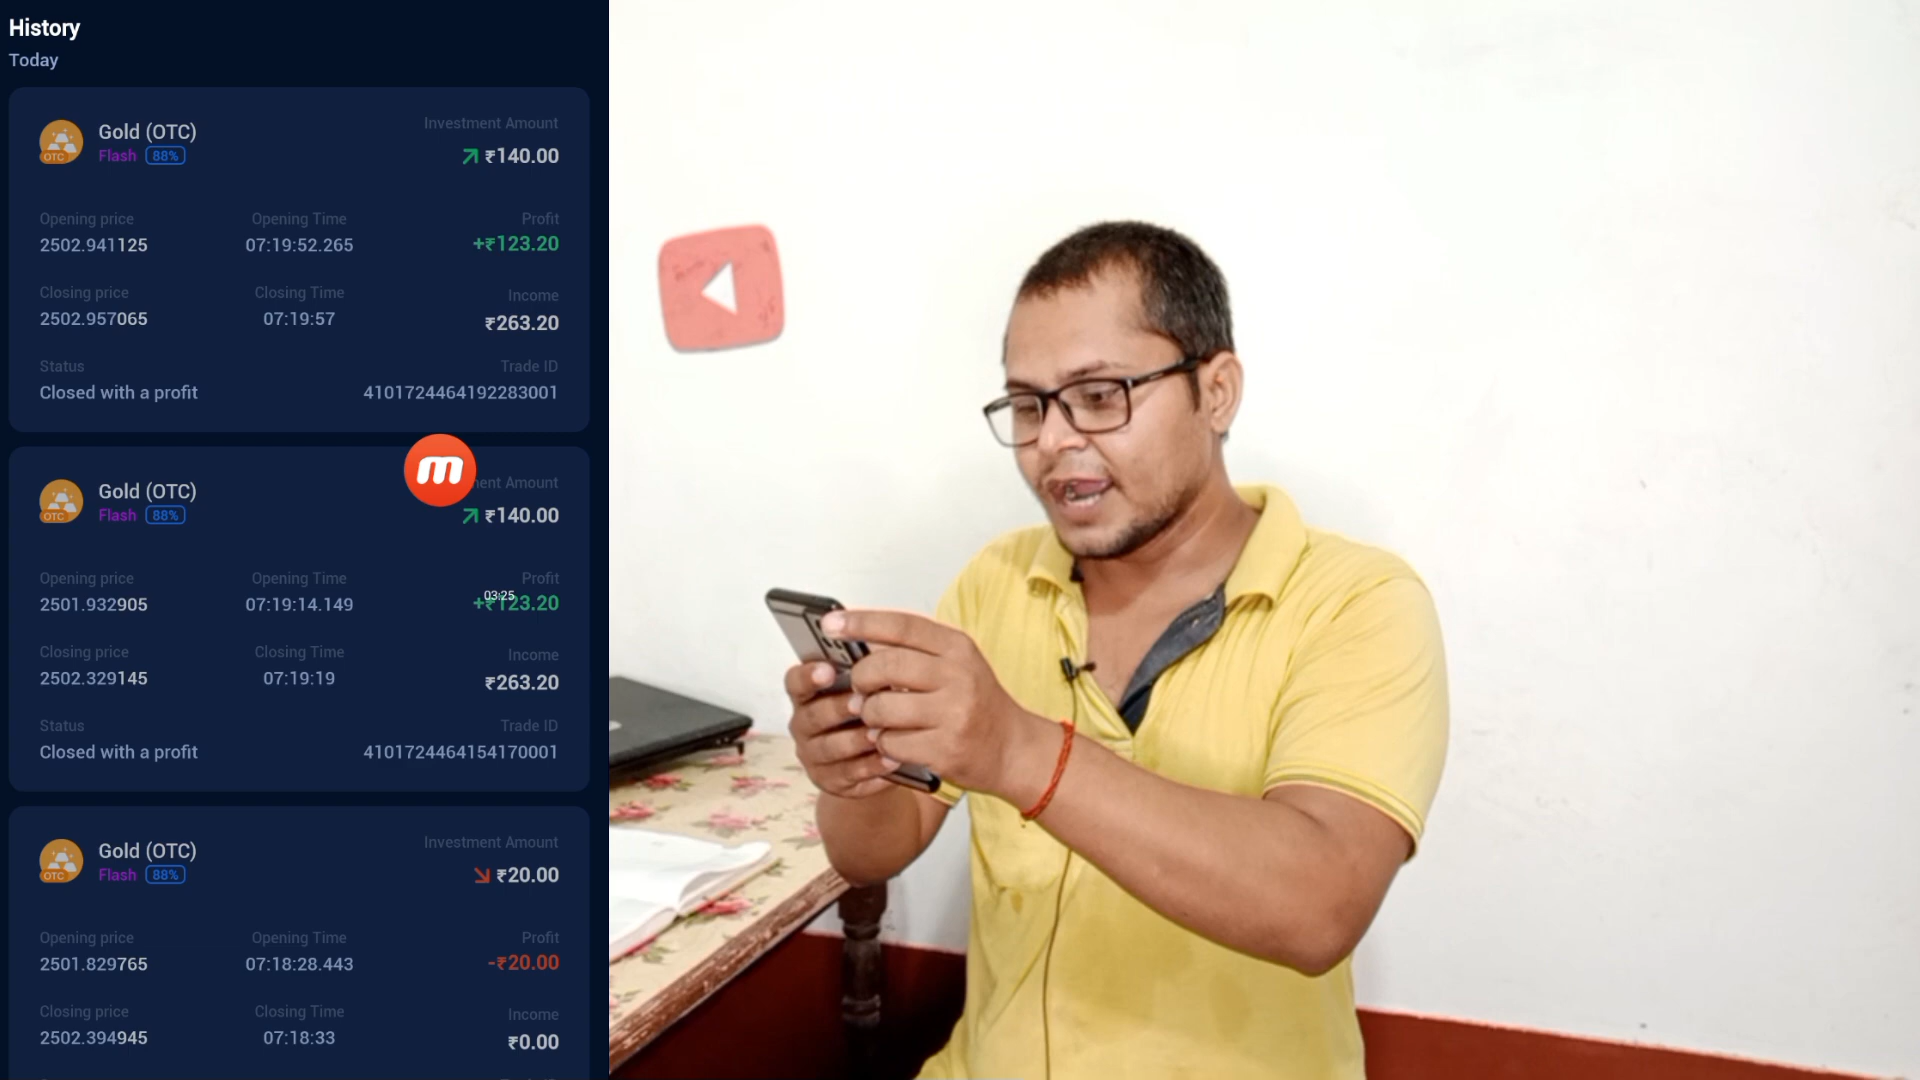 History
Today
Gold (OTC)
Investment Amount
OTC
Flash 88%
₹140.00
Opening price
Opening Time
Profit
2502.941125
07:19:52.265
+₹123.20
Closing price
Closing Time
Income
2502.957065
07:19:57
₹263.20
Status
Trade ID
Closed with a profit
4101724464192283001
m
Gold (OTC)
ent Amount
OTC
Flash 88%
₹140.00
Opening price
Opening Time
Profit
03:25
2501.932905
07:19:14.149
+₹123.20
Closing price
Closing Time
Income
2502.329145
07:19:19
₹263.20
Status
Trade ID
Closed with a profit
4101724464154170001
Gold (OTC)
Investment Amount
OTC
Flash 88%
₹20.00
Opening price
Opening Time
Profit
2501.829765
07:18:28.443
-₹20.00
Closing price
Closing Time
Income
2502.394945
07:18:33
₹0.00